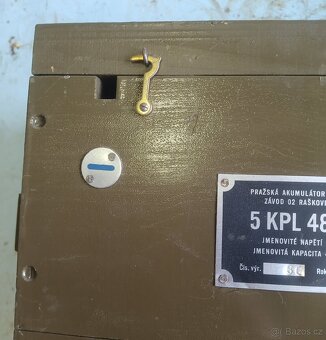 PRAŽSKÁ AKUMULÁTOR
ZÁVOD 02 RAŠKOV
5 KPL 48
JMENOVITÉ NAPĚTÍ
JMENOVITÁ KAPACITA
Čís. výr.
Rok
bazos.cz